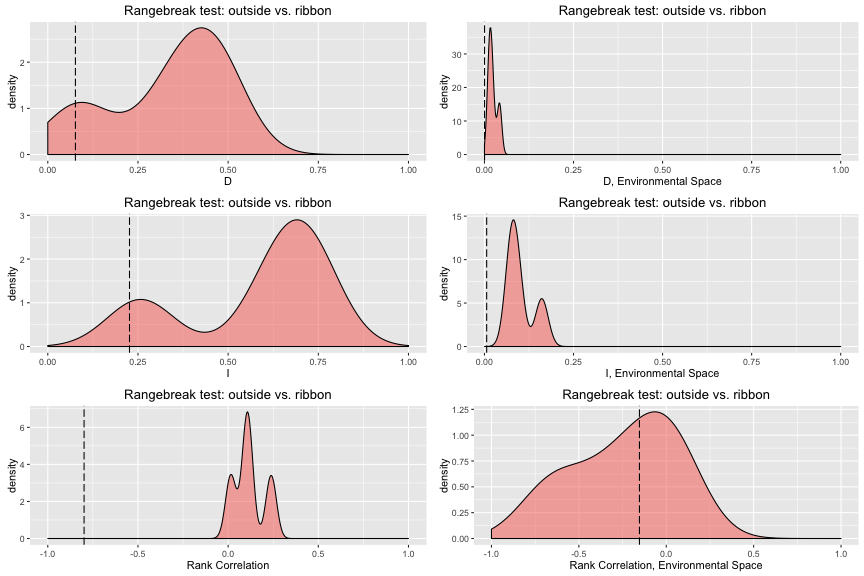 Rangebreak test: outside vs. ribbon
density
2
1
0
0.00 0.25 0.50 0.75 1.00
D
Rangebreak test: outside vs. ribbon
density
30
20
10
0
0.00 0.25 0.50 0.75 1.00
D, Environmental Space
Rangebreak test: outside vs. ribbon
density
3
2
1
0
0.00 0.25 0.50 0.75 1.00
I
Rangebreak test: outside vs. ribbon
density
15
10
5
0
0.00 0.25 0.50 0.75 1.00
I, Environmental Space
Rangebreak test: outside vs. ribbon
density
6
4
2
0
-1.0 -0.5 0.0 0.5 1.0
Rank Correlation
Rangebreak test: outside vs. ribbon
density
1.25
1.00
0.75
0.50
0.25
0.00
-1.0 -0.5 0.0 0.5 1.0
Rank Correlation, Environmental Space